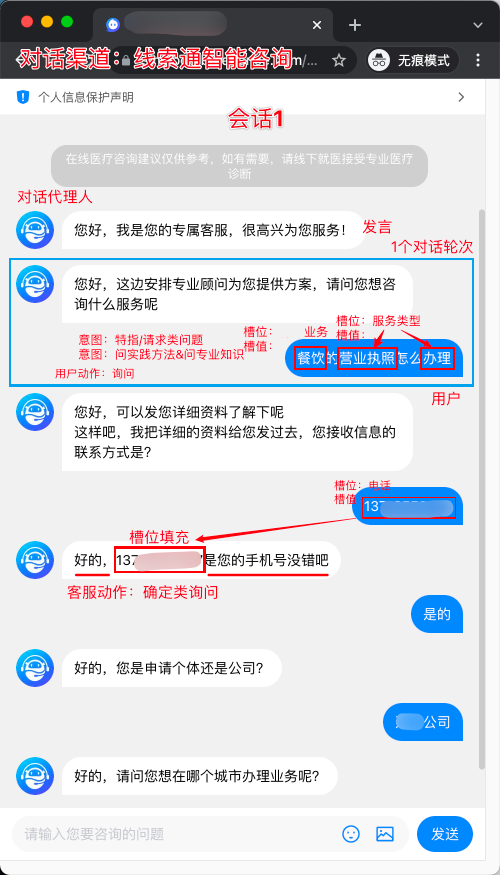 对话渠道：线索通智能咨询
m/...
无痕模式
个人信息保护声明
会话1
在线医疗咨询建议仅供参考，如有需要，请线下就医接受专业医疗
诊断
对话代理人
您好，我是您的专属客服，很高兴为您服务！
发言
1个对话轮次
您好，这边安排专业顾问为您提供方案，请问您想咨
询什么服务呢
槽位：服务类型
槽值：
槽位： 业务
槽值：
意图：特指/请求类问题
意图：问实践方法&问专业知识
餐饮的营业执照怎么办理
用户动作：询问
用户
您好，可以发您详细资料了解下呢
这样吧，我把详细的资料给您发过去，您接收信息的
联系方式是?
槽位：电话
槽值
137
槽位填充
好的，137 是您的手机号没错吧
客服动作：确定类询问
是的
好的，您是申请个体还是公司?
公司
好的，请问您想在哪个城市办理业务呢?
请输入您要咨询的问题
发送